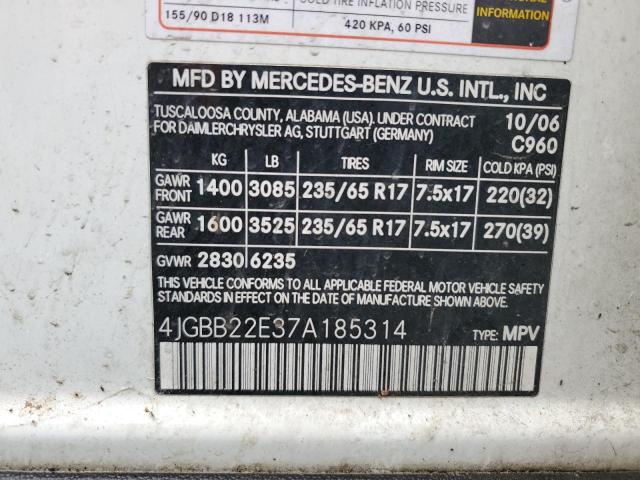 COLD TIRE INFLATION PRESSURE
155/90 D18 113M
420 KPA, 60 PSI
INFORMATION
MFD BY MERCEDES-BENZ U.S. INTL., INC
TUSCALOOSA COUNTY, ALABAMA (USA). UNDER CONTRACT
FOR DAIMLERCHRYSLER AG, STUTTGART (GERMANY)
10/06
C960
KG LB TIRES RIM SIZE COLD KPA (PSI)
GAWR FRONT 1400 3085 235/65 R17 7.5x17 220(32)
GAWR REAR 1600 3525 235/65 R17 7.5x17 270(39)
GVWR 2830 6235
THIS VEHICLE CONFORMS TO ALL APPLICABLE FEDERAL MOTOR VEHICLE SAFETY
STANDARDS IN EFFECT ON THE DATE OF MANUFACTURE SHOWN ABOVE.
4JGBB22E37A185314
TYPE: MPV